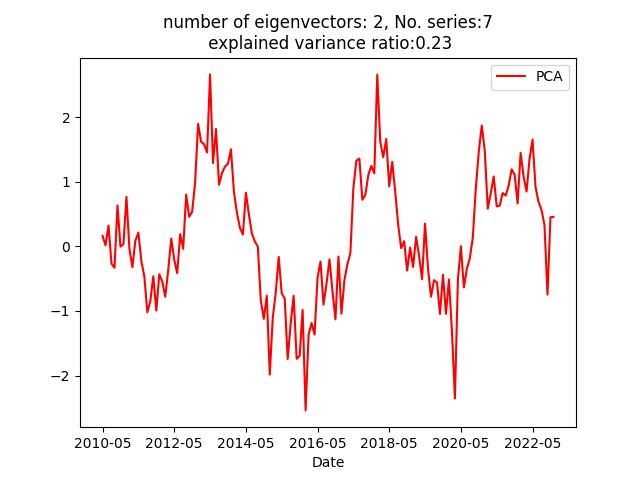 number of eigenvectors: 2, No. series:7
explained variance ratio:0.23
PCA
2
1
0
−1
−2
2010-05 2012-05 2014-05 2016-05 2018-05 2020-05 2022-05
Date